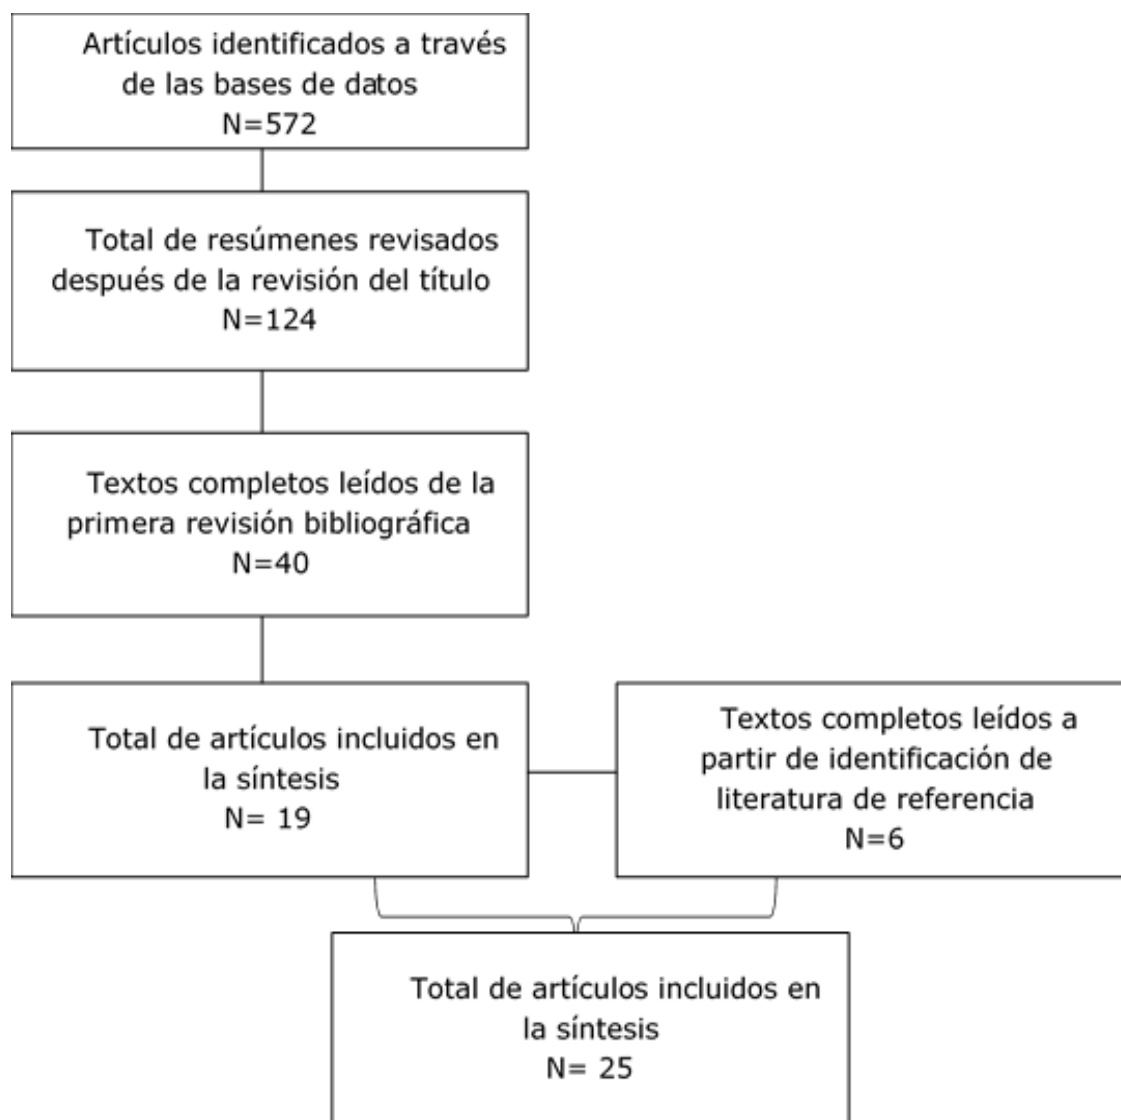 Artículos identificados a través
de las bases de datos
N=572
Total de resúmenes revisados
después de la revisión del título
N=124
Textos completos leídos de la
primera revisión bibliográfica
N=40
Total de artículos incluidos en
la síntesis
N= 19
Textos completos leídos a
partir de identificación de
literatura de referencia
N=6
Total de artículos incluidos en
la síntesis
N= 25